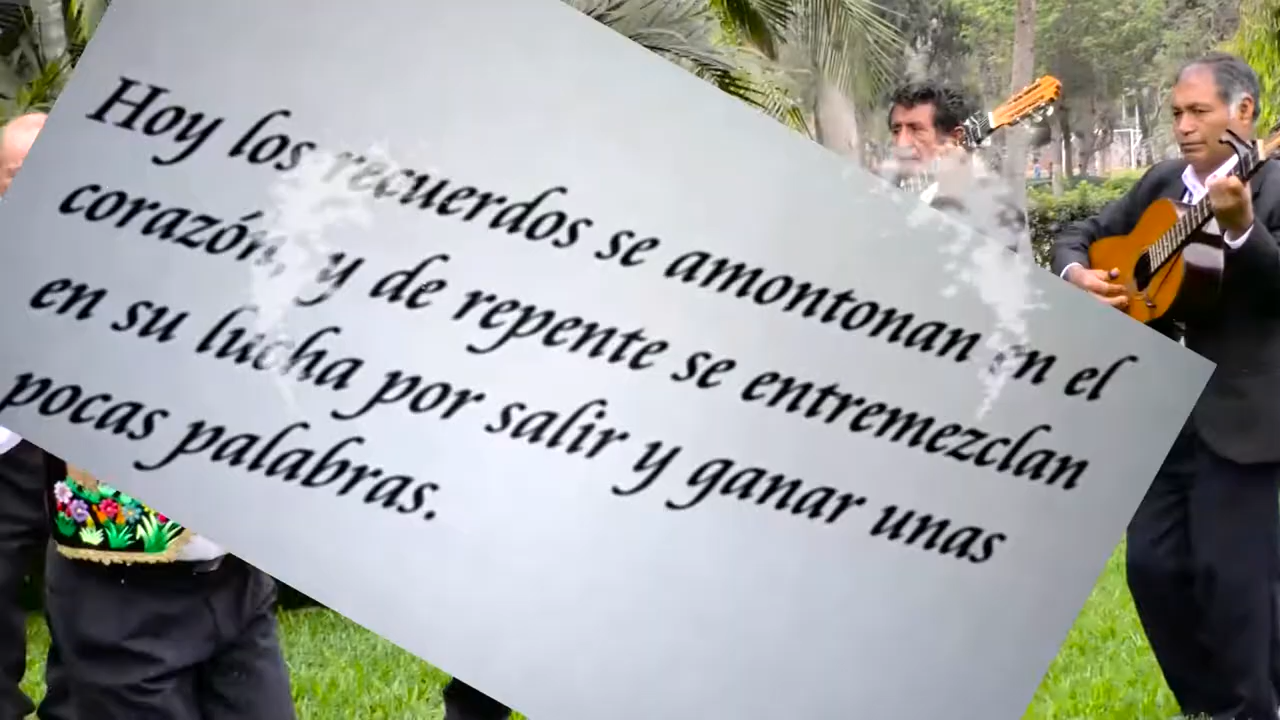 Hoy los recuerdos se amontonan en el
corazón, y de repente se entremezclan
en su lucha por salir y ganar unas
pocas palabras.